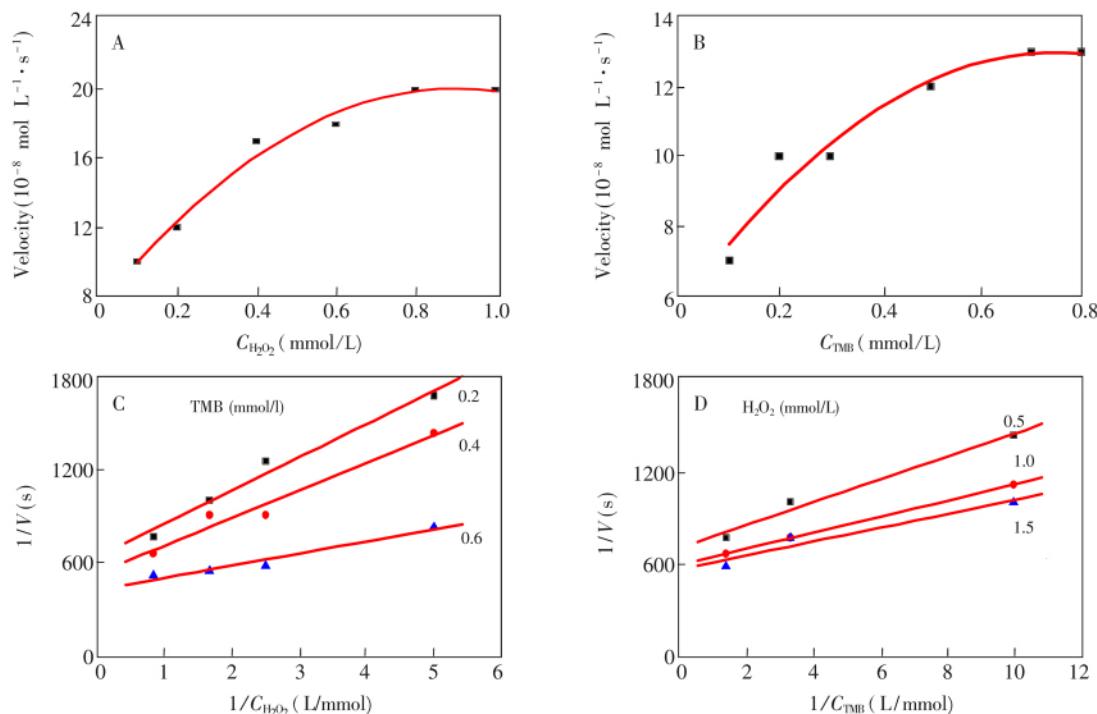 A
Velocity(10⁻⁸ mol L⁻¹·s⁻¹)
24
20
16
12
8
0 0.2 0.4 0.6 0.8 1.0
C_H₂O₂ (mmol/L)
B
Velocity(10⁻⁸ mol L⁻¹·s⁻¹)
14
12
10
8
6
0 0.2 0.4 0.6 0.8
C_TMB (mmol/L)
C
TMB (mmol/l)
0.2
0.4
0.6
1/V(s)
1800
1200
600
0
1 2 3 4 5 6
1/C_H₂O₂ (L/mmol)
D
H₂O₂ (mmol/L)
0.5
1.0
1.5
1/V(s)
1800
1200
600
0
0 2 4 6 8 10 12
1/C_TMB (L/mmol)